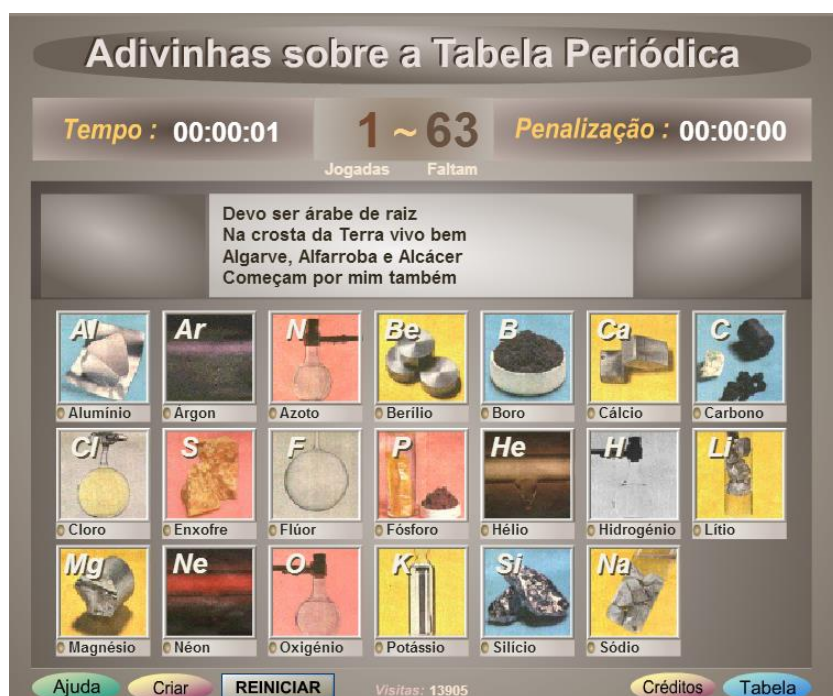 Adivinhas sobre a Tabela Periódica
Tempo : 00:00:01 1 ~ 63 Penalização : 00:00:00
Jogadas Faltam
Devo ser árabe de raiz
Na crosta da Terra vivo bem
Algarve, Alfarroba e Alcácer
Começam por mim também
Al Ar N Be B Ca C
Alumínio Árgon Azoto Berílio Boro Cálcio Carbono
Cl S F P He H Li
Cloro Enxofre Flúor Fósforo Hélio Hidrogénio Lítio
Mg Ne O K Si Na
Magnésio Néon Oxigénio Potássio Silício Sódio
Ajuda Criar REINICIAR Visitas: 13905 Créditos Tabela